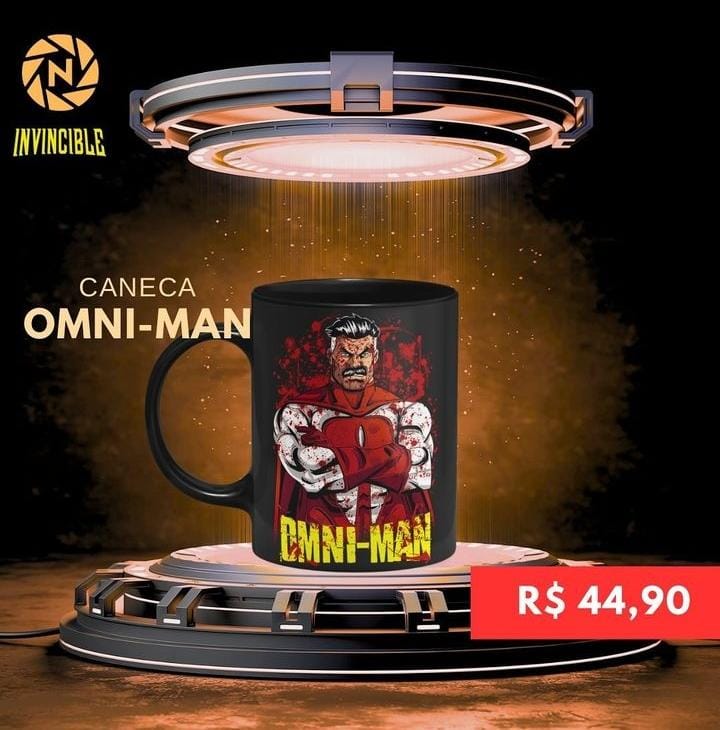 N
INVINCIBLE
CANECA
OMNI-MAN
OMNI-MAN
R$ 44,90